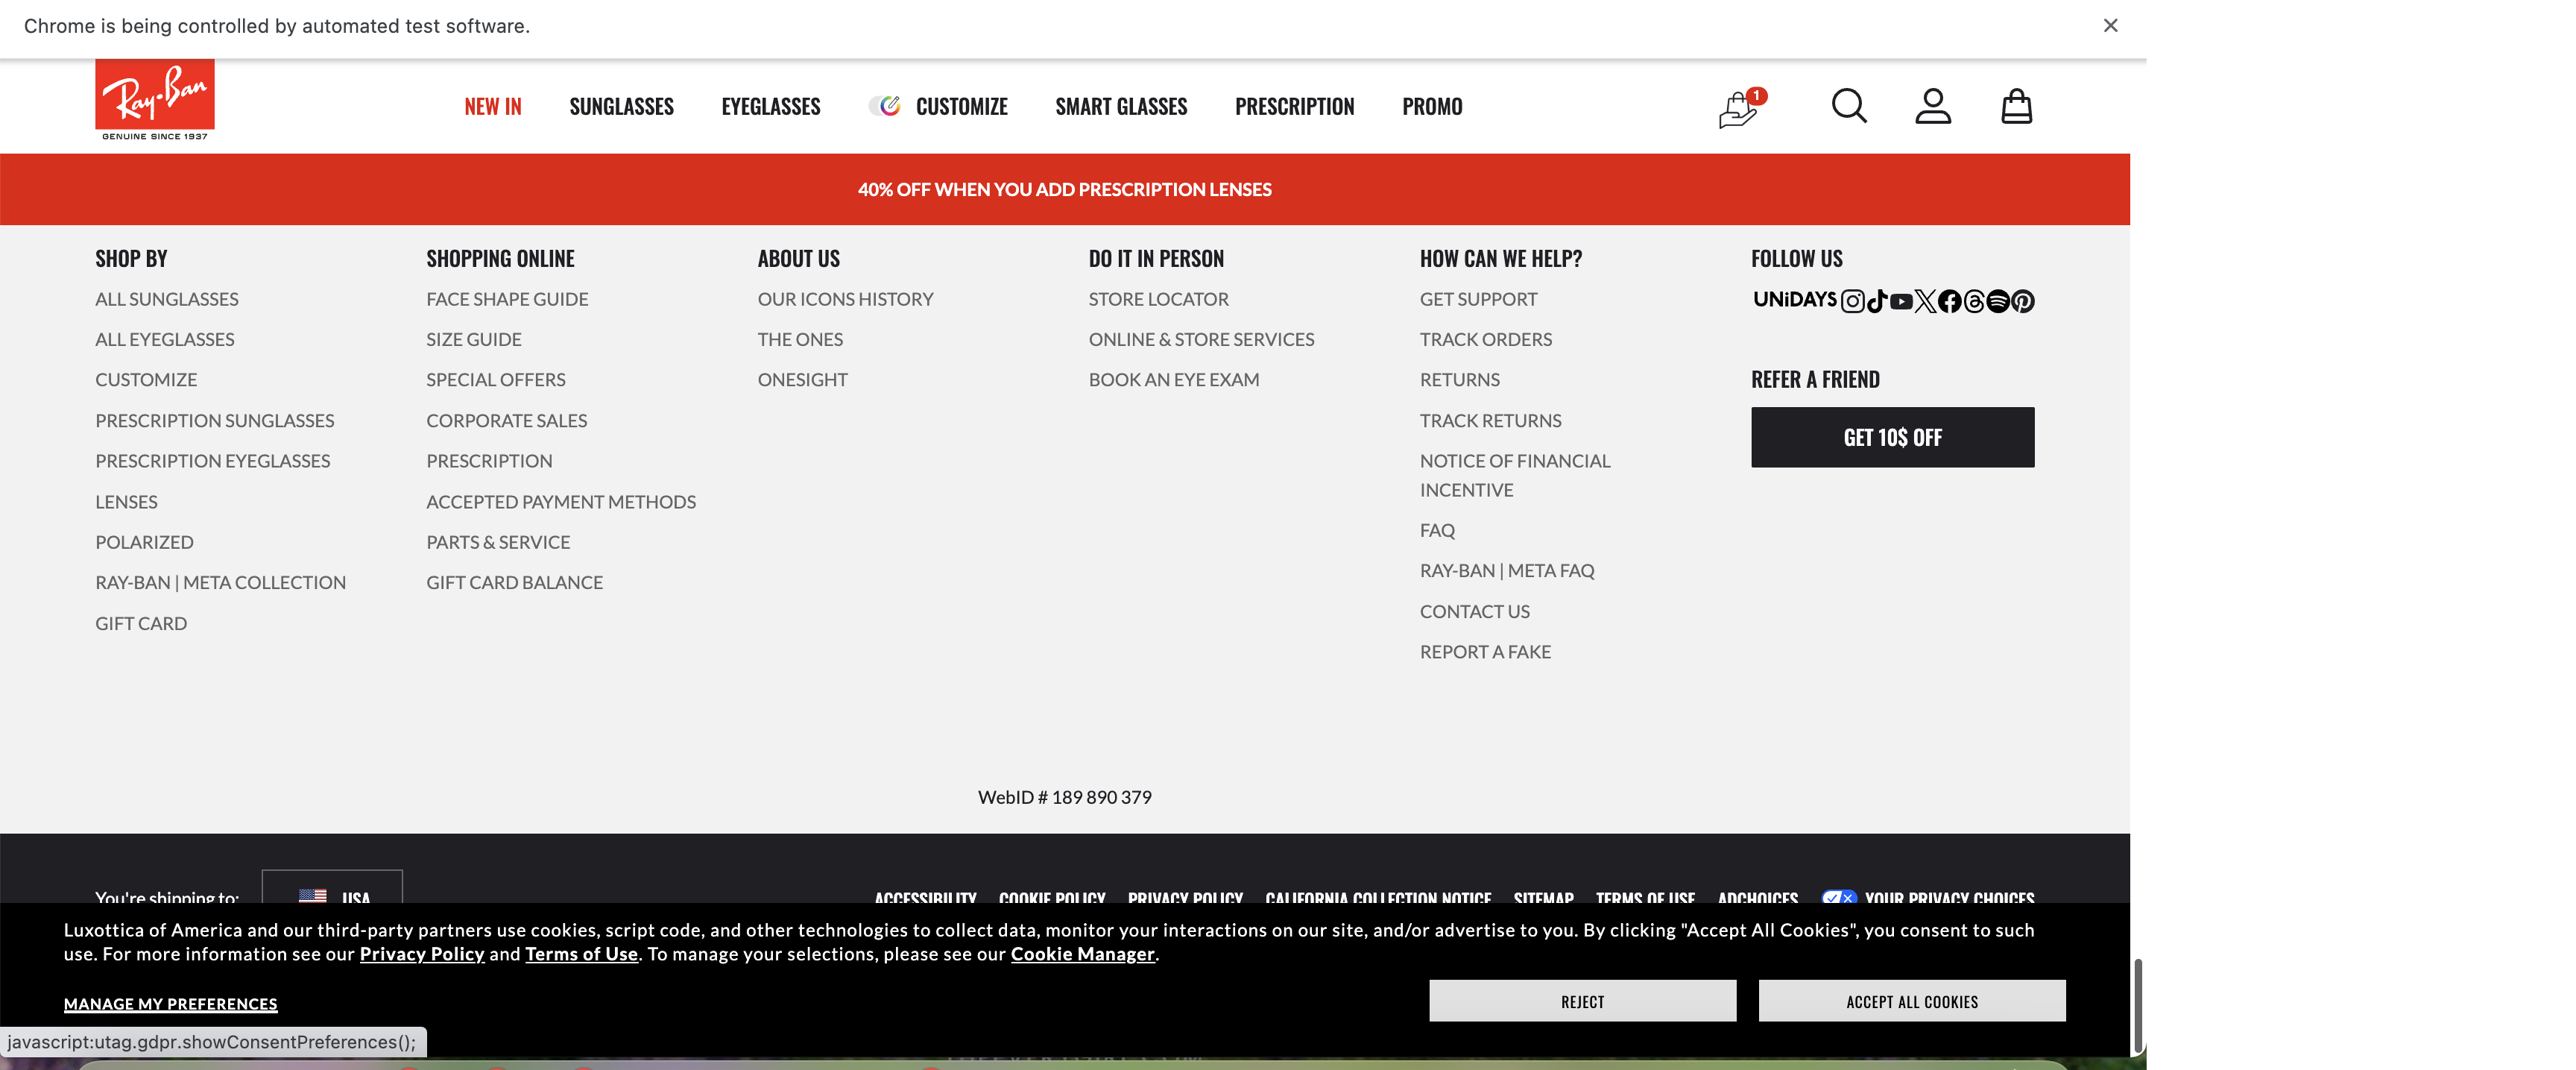 Chrome is being controlled by automated test software.
Ray-Ban
GENUINE SINCE 1937
NEW IN SUNGLASSES EYEGLASSES CUSTOMIZE SMART GLASSES PRESCRIPTION PROMO
1
40% OFF WHEN YOU ADD PRESCRIPTION LENSES
SHOP BY
ALL SUNGLASSES
ALL EYEGLASSES
CUSTOMIZE
PRESCRIPTION SUNGLASSES
PRESCRIPTION EYEGLASSES
LENSES
POLARIZED
RAY-BAN | META COLLECTION
GIFT CARD
SHOPPING ONLINE
FACE SHAPE GUIDE
SIZE GUIDE
SPECIAL OFFERS
CORPORATE SALES
PRESCRIPTION
ACCEPTED PAYMENT METHODS
PARTS & SERVICE
GIFT CARD BALANCE
ABOUT US
OUR ICONS HISTORY
THE ONES
ONESIGHT
DO IT IN PERSON
STORE LOCATOR
ONLINE & STORE SERVICES
BOOK AN EYE EXAM
HOW CAN WE HELP?
GET SUPPORT
TRACK ORDERS
RETURNS
TRACK RETURNS
NOTICE OF FINANCIAL
INCENTIVE
FAQ
RAY-BAN | META FAQ
CONTACT US
REPORT A FAKE
FOLLOW US
UNiDAYS
REFER A FRIEND
GET 10$ OFF
WebID # 189 890 379
You're shipping to: USA
ACCESSIBILITY COOKIE POLICY PRIVACY POLICY CALIFORNIA COLLECTION NOTICE SITEMAP TERMS OF USE ADCHOICES YOUR PRIVACY CHOICES
Luxottica of America and our third-party partners use cookies, script code, and other technologies to collect data, monitor your interactions on our site, and/or advertise to you. By clicking "Accept All Cookies", you consent to such
use. For more information see our Privacy Policy and Terms of Use. To manage your selections, please see our Cookie Manager.
MANAGE MY PREFERENCES
REJECT
ACCEPT ALL COOKIES
javascript:utag.gdpr.showConsentPreferences();